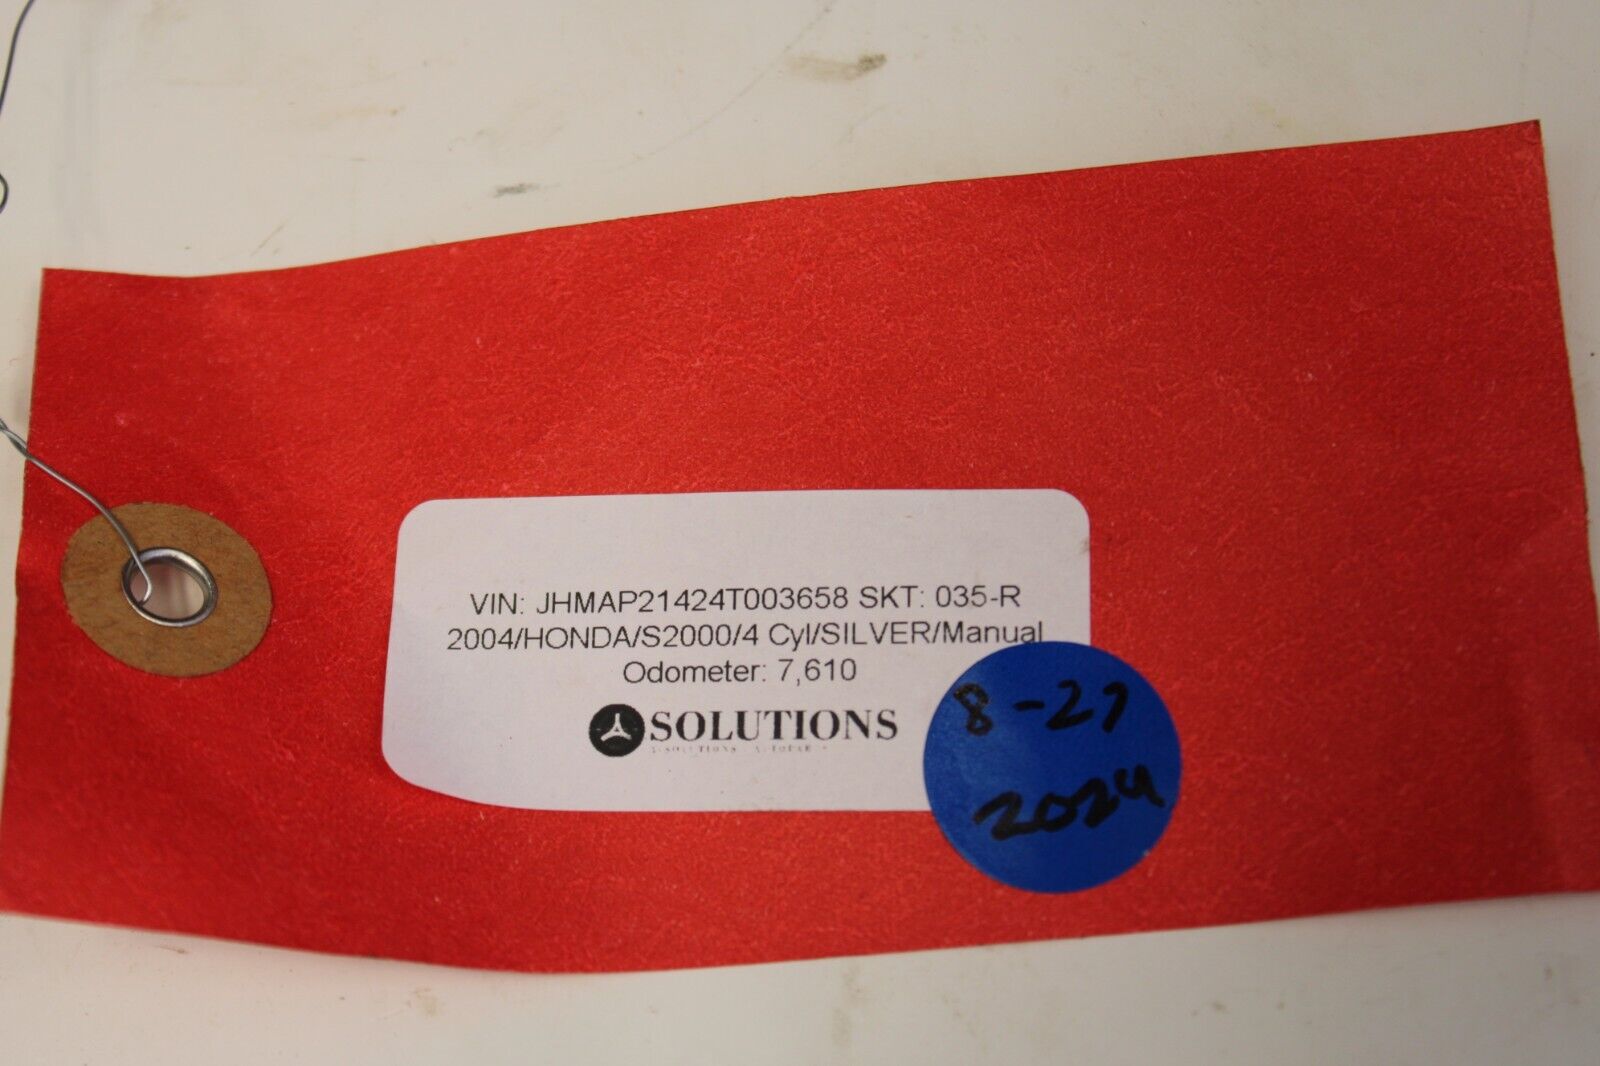 VIN: JHMAP21424T003658 SKT: 035-R
2004/HONDA/S2000/4 Cyl/SILVER/Manual
Odometer: 7,610
SOLUTIONS
8-27
2024